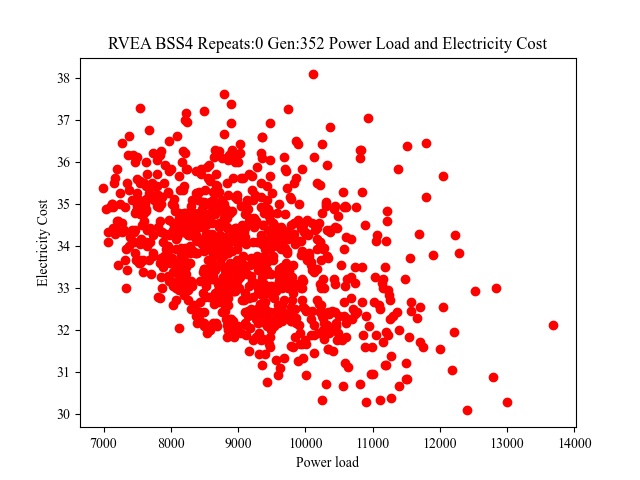 RVEA BSS4 Repeats:0 Gen:352 Power Load and Electricity Cost
38
37
36
35
34
33
32
31
30
Electricity Cost
7000 8000 9000 10000 11000 12000 13000 14000
Power load